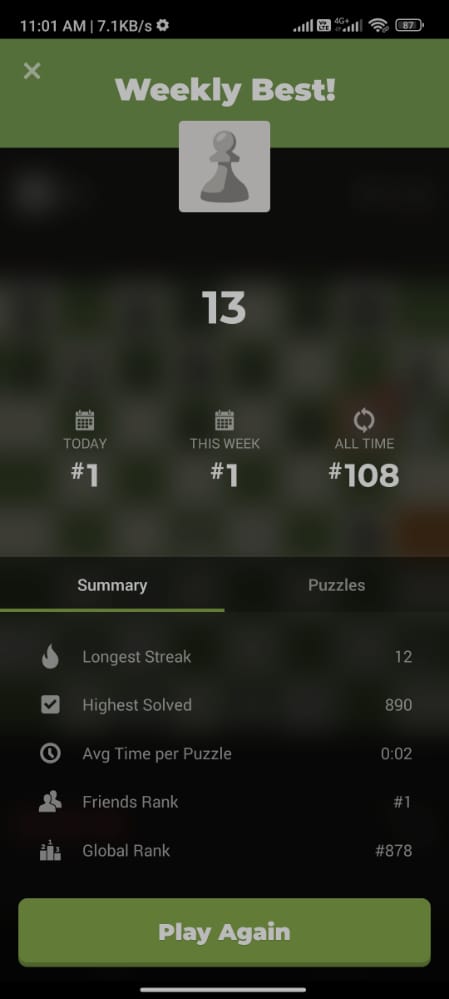 11:01 AM | 7.1KB/s
4G+
87
Weekly Best!
13
TODAY
#1
THIS WEEK
#1
ALL TIME
#108
Summary
Puzzles
Longest Streak
12
Highest Solved
890
Avg Time per Puzzle
0:02
Friends Rank
#1
Global Rank
#878
Play Again